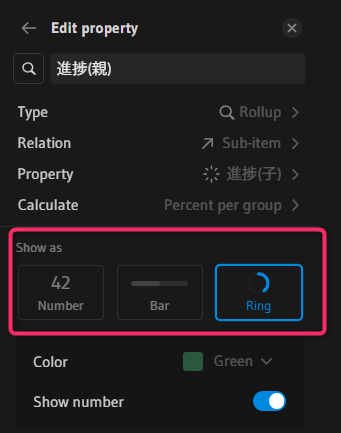 Edit property
進捗(親)
Type Rollup
Relation Sub-item
Property 進捗(子)
Calculate Percent per group
Show as
42
Number Bar Ring
Color Green
Show number